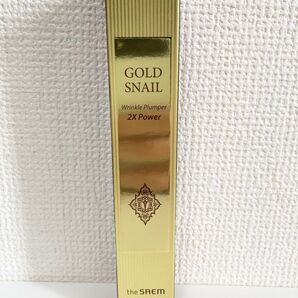 GOLD
SNAIL
Wrinkle Plumper
2X Power
the SAEM